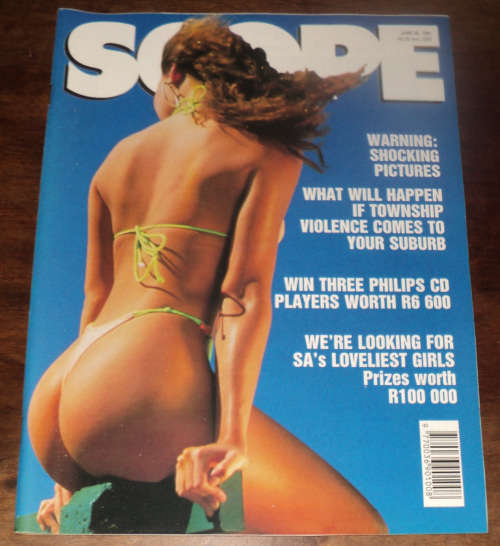 SCOPE
WARNING:
SHOCKING
PICTURES
WHAT WILL HAPPEN
IF TOWNSHIP
VIOLENCE COMES TO
YOUR SUBURB
WIN THREE PHILIPS CD
PLAYERS WORTH R6 600
WE'RE LOOKING FOR
SA's LOVELIEST GIRLS
Prizes worth
R100 000